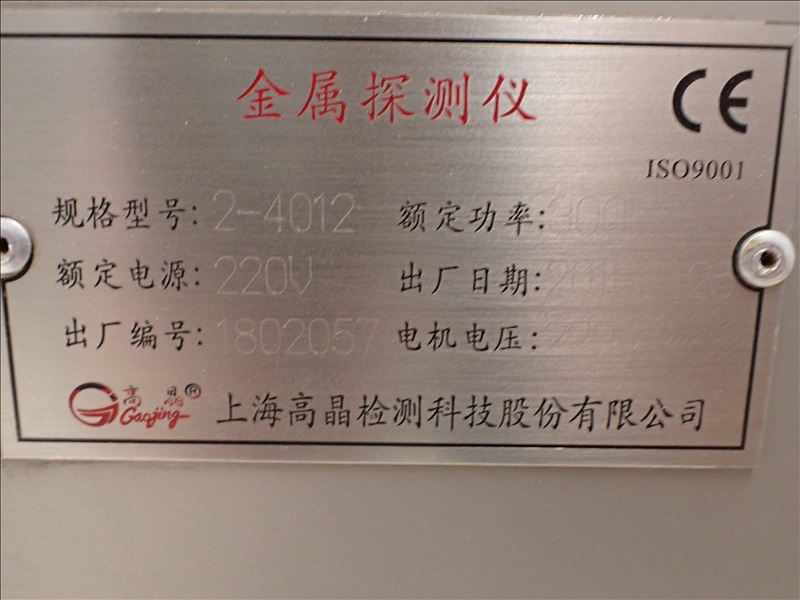 金属探测仪
CE
ISO9001
规格型号: 2-4012 额定功率:
额定电源: 220V 出厂日期:
出厂编号: 1802057 电机电压:
高晶® Gaojing 上海高晶检测科技股份有限公司